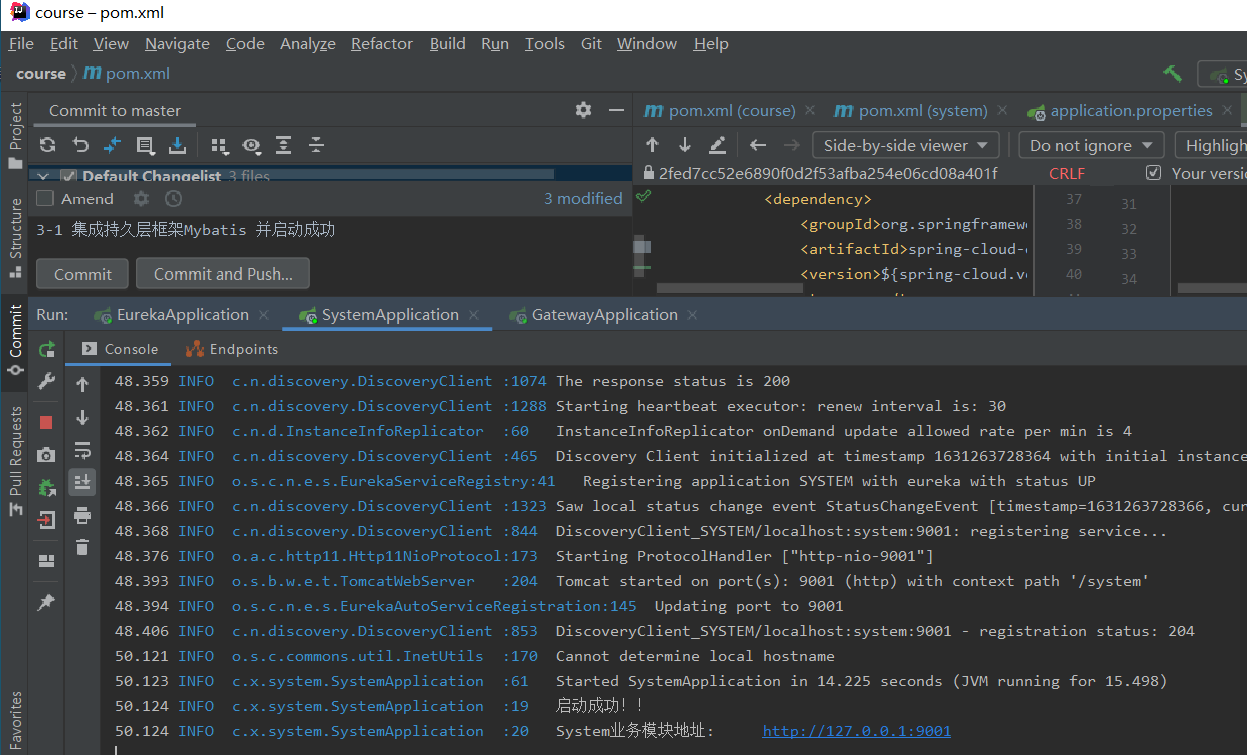 course – pom.xml
File Edit View Navigate Code Analyze Refactor Build Run Tools Git Window Help
course pom.xml
Commit to master
pom.xml (course) pom.xml (system) application.properties
Side-by-side viewer Do not ignore Highligh
Default Changelist 3 files
2fed7cc52e6890f0d2f53afba254e06cd08a401f CRLF Your versi
Amend 3 modified
3-1 集成持久层框架Mybatis 并启动成功
Commit Commit and Push...
<dependency> 37 31
<groupId>org.springframew 38 32
<artifactId>spring-cloud- 39 33
<version>${spring-cloud.ve 40 34
Project
Structure
Commit
Pull Requests
Favorites
Run: EurekaApplication SystemApplication GatewayApplication
Console Endpoints
48.359 INFO c.n.discovery.DiscoveryClient :1074 The response status is 200
48.361 INFO c.n.discovery.DiscoveryClient :1288 Starting heartbeat executor: renew interval is: 30
48.362 INFO c.n.d.InstanceInfoReplicator :60 InstanceInfoReplicator onDemand update allowed rate per min is 4
48.364 INFO c.n.discovery.DiscoveryClient :465 Discovery Client initialized at timestamp 1631263728364 with initial instance
48.365 INFO o.s.c.n.e.s.EurekaServiceRegistry:41 Registering application SYSTEM with eureka with status UP
48.366 INFO c.n.discovery.DiscoveryClient :1323 Saw local status change event StatusChangeEvent [timestamp=1631263728366, cur
48.368 INFO c.n.discovery.DiscoveryClient :844 DiscoveryClient_SYSTEM/localhost:system:9001: registering service...
48.376 INFO o.a.c.http11.Http11NioProtocol:173 Starting ProtocolHandler ["http-nio-9001"]
48.393 INFO o.s.b.w.e.t.TomcatWebServer :204 Tomcat started on port(s): 9001 (http) with context path '/system'
48.394 INFO o.s.c.n.e.s.EurekaAutoServiceRegistration:145 Updating port to 9001
48.406 INFO c.n.discovery.DiscoveryClient :853 DiscoveryClient_SYSTEM/localhost:system:9001 - registration status: 204
50.121 INFO o.s.c.commons.util.InetUtils :170 Cannot determine local hostname
50.123 INFO c.x.system.SystemApplication :61 Started SystemApplication in 14.225 seconds (JVM running for 15.498)
50.124 INFO c.x.system.SystemApplication :19 启动成功！！
50.124 INFO c.x.system.SystemApplication :20 System业务模块地址: http://127.0.0.1:9001